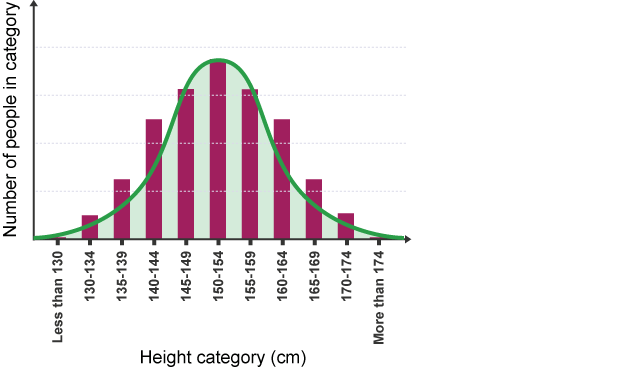 Number of people in category
Less than 130
130-134
135-139
140-144
145-149
150-154
155-159
160-164
165-169
170-174
More than 174
Height category (cm)